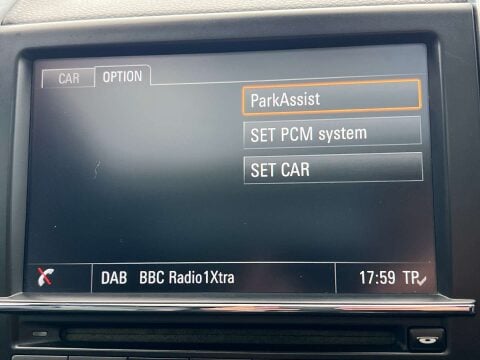 CAR OPTION
ParkAssist
SET PCM system
SET CAR
DAB BBC Radio1Xtra 17:59 TP